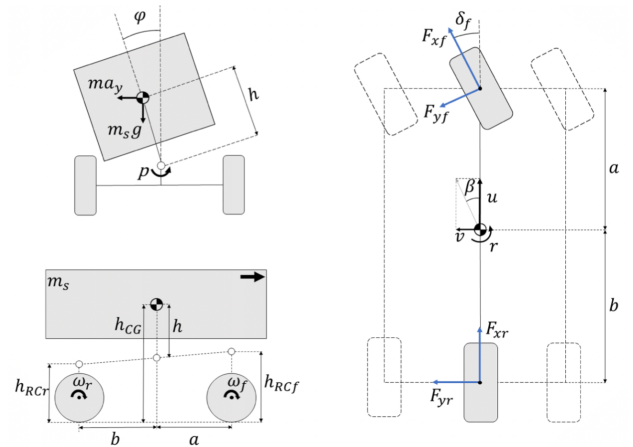 φ
δ_f
F_xf
ma_y
h
F_yf
m_s g
p
a
β
u
v
r
m_s
h_CG
h
b
F_xr
h_RCr
ω_r
ω_f
h_RCf
F_yr
b
a